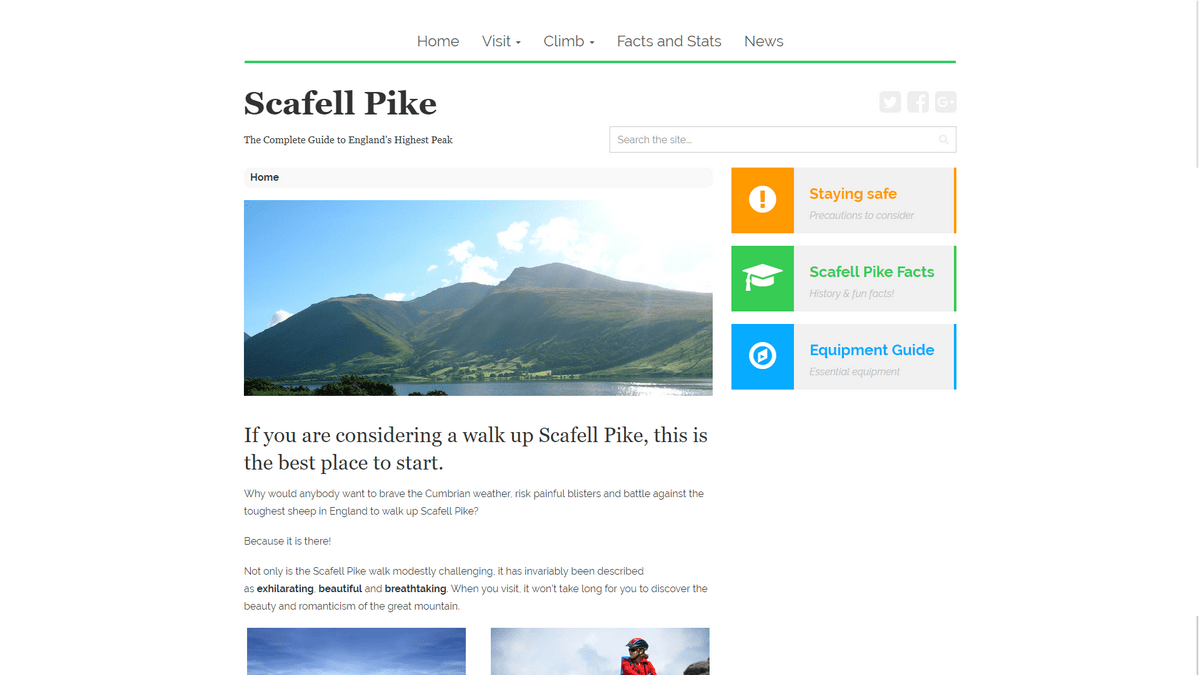 Home Visit Climb Facts and Stats News
Scafell Pike
The Complete Guide to England's Highest Peak
Search the site...
Home
Staying safe
Precautions to consider
Scafell Pike Facts
History & fun facts!
Equipment Guide
Essential equipment
If you are considering a walk up Scafell Pike, this is
the best place to start.
Why would anybody want to brave the Cumbrian weather, risk painful blisters and battle against the
toughest sheep in England to walk up Scafell Pike?
Because it is there!
Not only is the Scafell Pike walk modestly challenging, it has invariably been described
as exhilarating, beautiful and breathtaking. When you visit, it won't take long for you to discover the
beauty and romanticism of the great mountain.